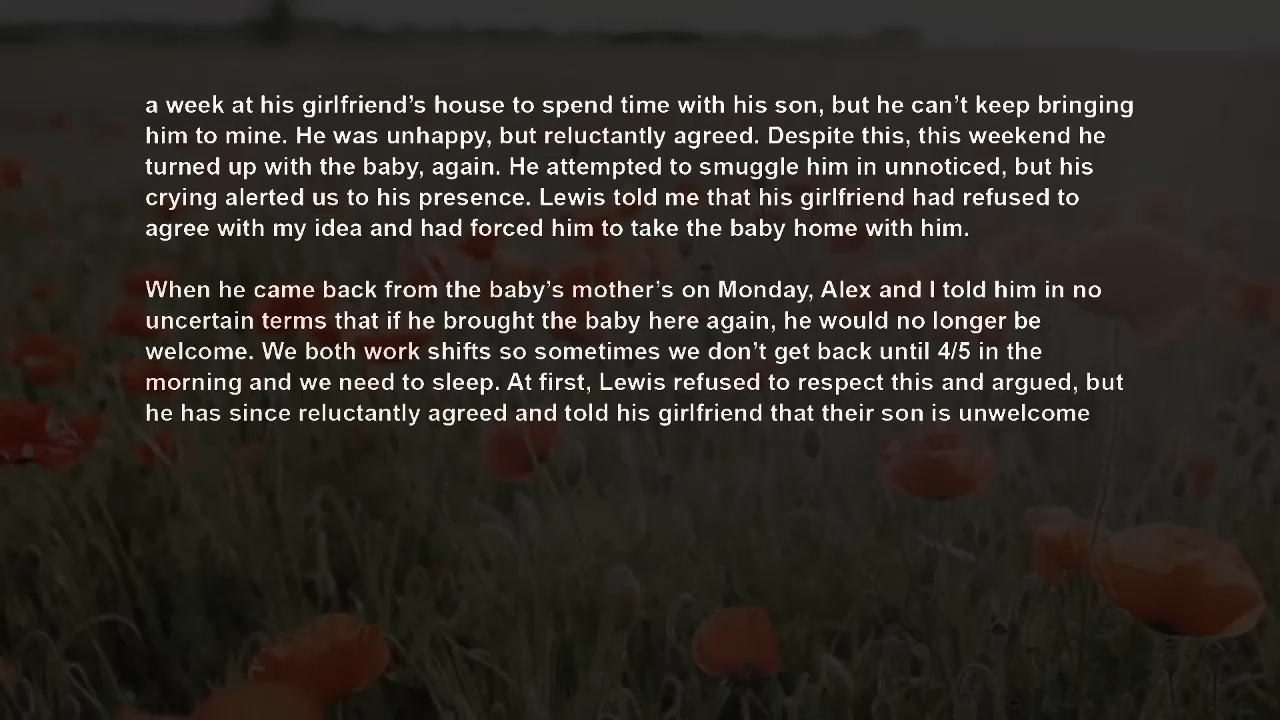 a week at his girlfriend’s house to spend time with his son, but he can’t keep bringing
him to mine. He was unhappy, but reluctantly agreed. Despite this, this weekend he
turned up with the baby, again. He attempted to smuggle him in unnoticed, but his
crying alerted us to his presence. Lewis told me that his girlfriend had refused to
agree with my idea and had forced him to take the baby home with him.
When he came back from the baby’s mother’s on Monday, Alex and I told him in no
uncertain terms that if he brought the baby here again, he would no longer be
welcome. We both work shifts so sometimes we don’t get back until 4/5 in the
morning and we need to sleep. At first, Lewis refused to respect this and argued, but
he has since reluctantly agreed and told his girlfriend that their son is unwelcome